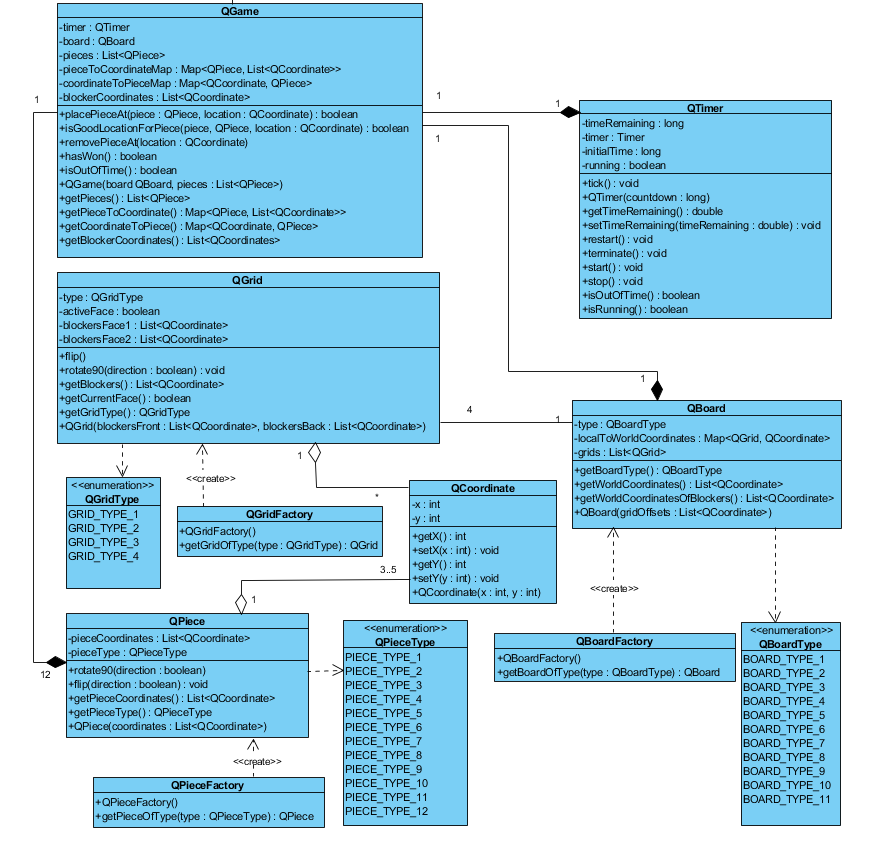 QGame
-timer : QTimer
-board : QBoard
-pieces : List<QPiece>
-pieceToCoordinateMap : Map<QPiece, List<QCoordinate>>
-coordinateToPieceMap : Map<QCoordinate, QPiece>
-blockerCoordinates : List<QCoordinate>
+placePieceAt(piece : QPiece, location : QCoordinate) : boolean
+isGoodLocationForPiece(piece, QPiece, location : QCoordinate) : boolean
+removePieceAt(location : QCoordinate)
+hasWon() : boolean
+isOutOfTime() : boolean
+QGame(board QBoard, pieces : List<QPiece>)
+getPieces() : List<QPiece>
+getPieceToCoordinate() : Map<QPiece, List<QCoordinate>>
+getCoordinateToPiece() : Map<QCoordinate, QPiece>
+getBlockerCoordinates() : List<QCoordinates>
1
1
1
1
QTimer
-timeRemaining : long
-timer : Timer
-initialTime : long
-running : boolean
+tick() : void
+QTimer(countdown : long)
+getTimeRemaining() : double
+setTimeRemaining(timeRemaining : double) : void
+restart() : void
+terminate() : void
+start() : void
+stop() : void
+isOutOfTime() : boolean
+isRunning() : boolean
QGrid
-type : QGridType
-activeFace : boolean
-blockersFace1 : List<QCoordinate>
-blockersFace2 : List<QCoordinate>
+flip()
+rotate90(direction : boolean) : void
+getBlockers() : List<QCoordinate>
+getCurrentFace() : boolean
+getGridType() : QGridType
+QGrid(blockersFront : List<QCoordinate>, blockersBack : List<QCoordinate>)
4
1
1
QBoard
-type : QBoardType
-localToWorldCoordinates : Map<QGrid, QCoordinate>
-grids : List<QGrid>
+getBoardType() : QBoardType
+getWorldCoordinates() : List<QCoordinate>
+getWorldCoordinatesOfBlockers() : List<QCoordinate>
+QBoard(gridOffsets : List<QCoordinate>)
<<enumeration>>
QGridType
GRID_TYPE_1
GRID_TYPE_2
GRID_TYPE_3
GRID_TYPE_4
<<create>>
1
*
QGridFactory
+QGridFactory()
+getGridOfType(type : QGridType) : QGrid
QCoordinate
-x : int
-y : int
+getX() : int
+setX(x : int) : void
+getY() : int
+setY(y : int) : void
+QCoordinate(x : int, y : int)
3..5
1
12
QPiece
-pieceCoordinates : List<QCoordinate>
-pieceType : QPieceType
+rotate90(direction : boolean)
+flip(direction : boolean) : void
+getPieceCoordinates() : List<QCoordinate>
+getPieceType() : QPieceType
+QPiece(coordinates : List<QCoordinate>)
<<create>>
QPieceFactory
+QPieceFactory()
+getPieceOfType(type : QPieceType) : QPiece
<<enumeration>>
QPieceType
PIECE_TYPE_1
PIECE_TYPE_2
PIECE_TYPE_3
PIECE_TYPE_4
PIECE_TYPE_5
PIECE_TYPE_6
PIECE_TYPE_7
PIECE_TYPE_8
PIECE_TYPE_9
PIECE_TYPE_10
PIECE_TYPE_11
PIECE_TYPE_12
<<create>>
QBoardFactory
+QBoardFactory()
+getBoardOfType(type : QBoardType) : QBoard
<<enumeration>>
QBoardType
BOARD_TYPE_1
BOARD_TYPE_2
BOARD_TYPE_3
BOARD_TYPE_4
BOARD_TYPE_5
BOARD_TYPE_6
BOARD_TYPE_7
BOARD_TYPE_8
BOARD_TYPE_9
BOARD_TYPE_10
BOARD_TYPE_11